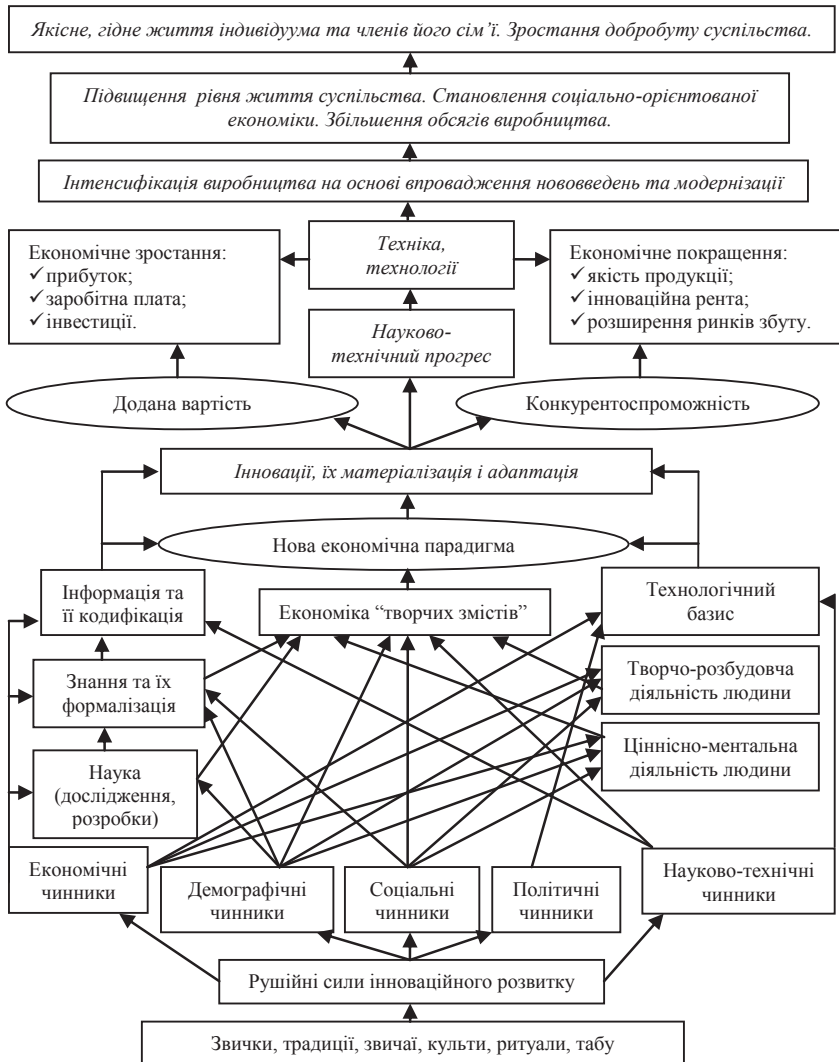 Якісне, гідне життя індивідуума та членів його сім’ї. Зростання добробуту суспільства.
Підвищення рівня життя суспільства. Становлення соціально-орієнтованої
економіки. Збільшення обсягів виробництва.
Інтенсифікація виробництва на основі впровадження нововведень та модернізації
Економічне зростання:
✓прибуток;
✓заробітна плата;
✓інвестиції.
Техніка,
технології
Економічне покращення:
✓якість продукції;
✓інноваційна рента;
✓розширення ринків збуту.
Науково-
технічний прогрес
Додана вартість
Конкурентоспроможність
Інновації, їх матеріалізація і адаптація
Нова економічна парадигма
Інформація та
її кодифікація
Економіка “творчих змістів”
Технологічний
базис
Знання та їх
формалізація
Творчо-розбудовча
діяльність людини
Наука
(дослідження,
розробки)
Ціннісно-ментальна
діяльність людини
Економічні
чинники
Демографічні
чинники
Соціальні
чинники
Політичні
чинники
Науково-технічні
чинники
Рушійні сили інноваційного розвитку
Звички, традиції, звичаї, культи, ритуали, табу